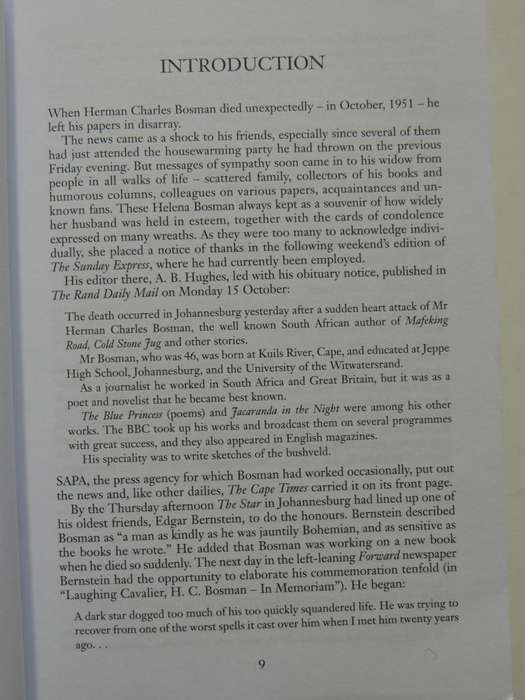 INTRODUCTION
When Herman Charles Bosman died unexpectedly – in October, 1951 – he
left his papers in disarray.
The news came as a shock to his friends, especially since several of them
had just attended the housewarming party he had thrown on the previous
Friday evening. But messages of sympathy soon came in to his widow from
people in all walks of life – scattered family, collectors of his books and
humorous columns, colleagues on various papers, acquaintances and un-
known fans. These Helena Bosman always kept as a souvenir of how widely
her husband was held in esteem, together with the cards of condolence
expressed on many wreaths. As they were too many to acknowledge indivi-
dually, she placed a notice of thanks in the following weekend's edition of
The Sunday Express, where he had currently been employed.
His editor there, A. B. Hughes, led with his obituary notice, published in
The Rand Daily Mail on Monday 15 October:
The death occurred in Johannesburg yesterday after a sudden heart attack of Mr
Herman Charles Bosman, the well known South African author of Mafeking
Road, Cold Stone Jug and other stories.
Mr Bosman, who was 46, was born at Kuils River, Cape, and educated at Jeppe
High School, Johannesburg, and the University of the Witwatersrand.
As a journalist he worked in South Africa and Great Britain, but it was as a
poet and novelist that he became best known.
The Blue Princess (poems) and Jacaranda in the Night were among his other
works. The BBC took up his works and broadcast them on several programmes
with great success, and they also appeared in English magazines.
His speciality was to write sketches of the bushveld.
SAPA, the press agency for which Bosman had worked occasionally, put out
the news and, like other dailies, The Cape Times carried it on its front page.
By the Thursday afternoon The Star in Johannesburg had lined up one of
his oldest friends, Edgar Bernstein, to do the honours. Bernstein described
Bosman as "a man as kindly as he was jauntily Bohemian, and as sensitive as
the books he wrote." He added that Bosman was working on a new book
when he died so suddenly. The next day in the left-leaning Forward newspaper
Bernstein had the opportunity to elaborate his commemoration tenfold (in
"Laughing Cavalier, H. C. Bosman – In Memoriam"). He began:
A dark star dogged too much of his too quickly squandered life. He was trying to
recover from one of the worst spells it cast over him when I met him twenty years
ago. . .
9